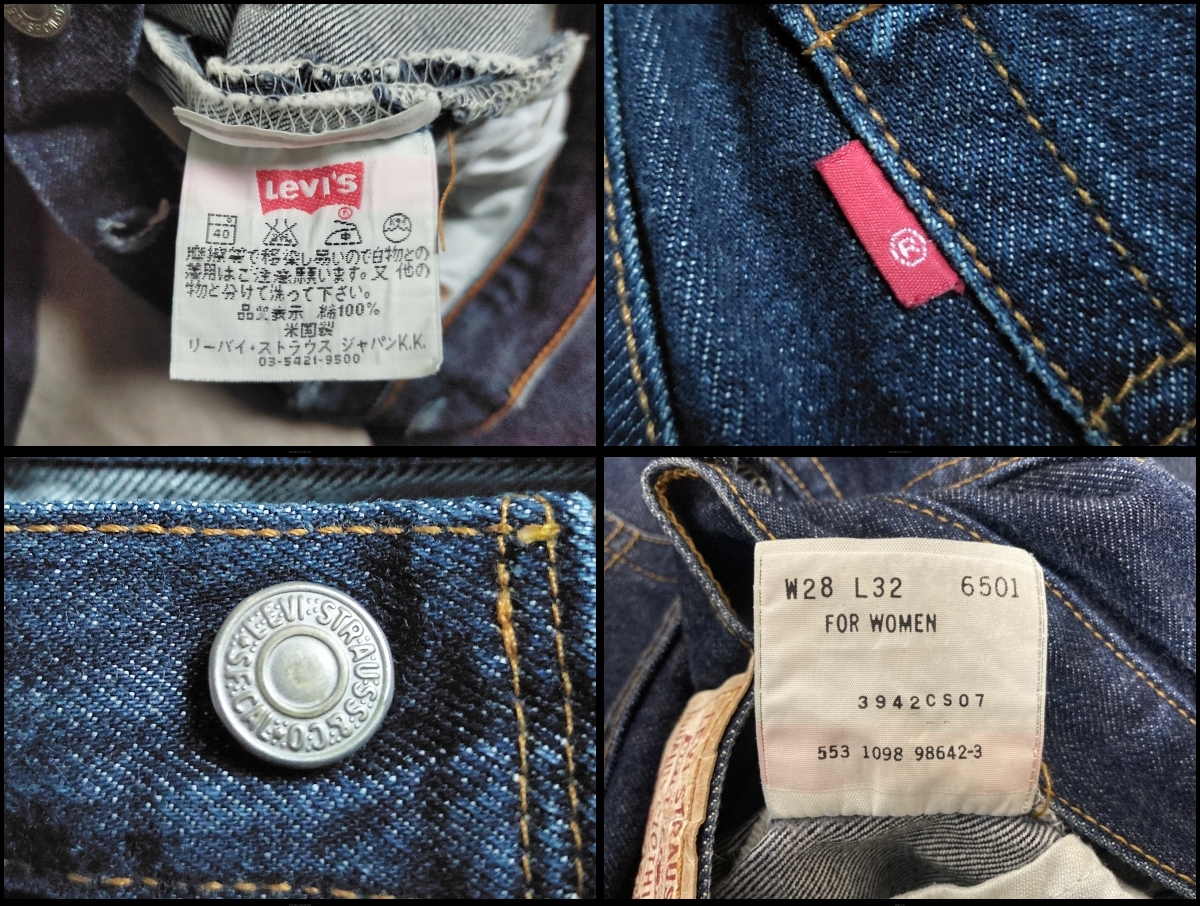 Levi's
®
40
摩擦等で移染し易いので白物との
着用はご注意願います。又 他の
物と分けて洗って下さい。
品質表示 綿100%
米国製
リーバイ・ストラウス ジャパンK.K.
03-5421-9500
®
LEVI STRAUSS & CO. S.F. CAL.
W28 L32 6501
FOR WOMEN
3942CS07
553 1098 98642-3